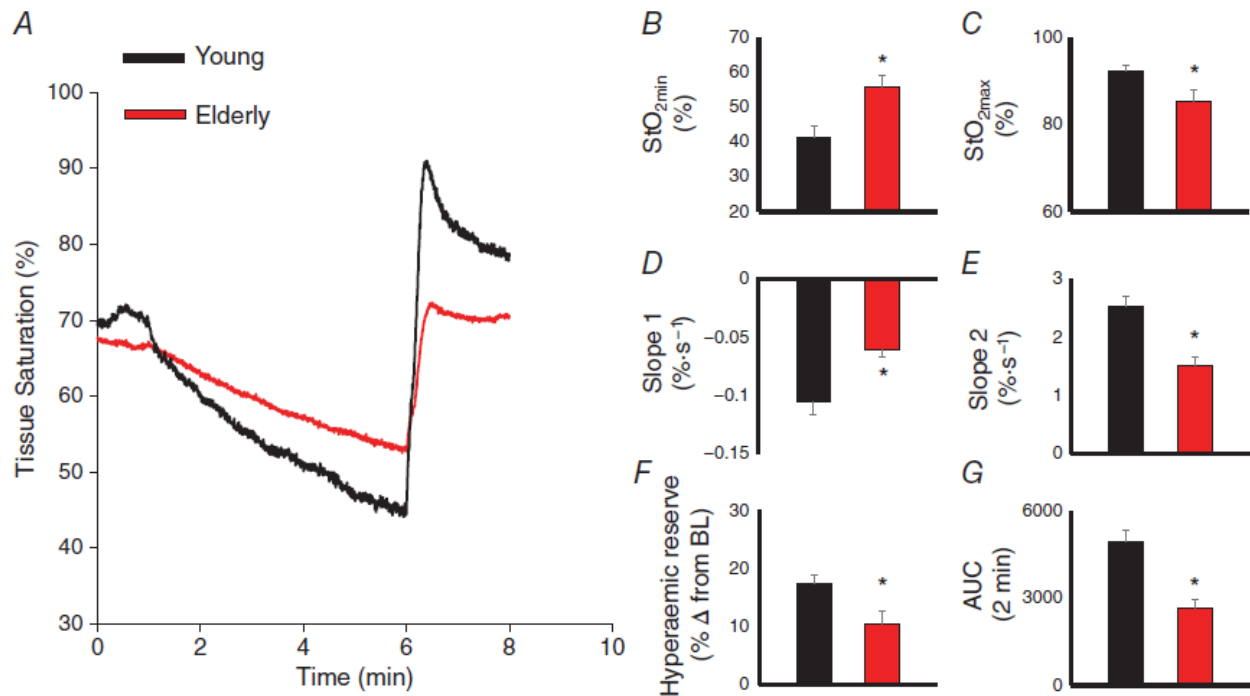 A
Young
Elderly
100
90
80
70
60
50
40
30
0
2
4
6
8
10
Tissue Saturation (%)
Time (min)
B
StO2min
(%)
70
60
50
40
30
20
*
C
StO2max
(%)
100
80
60
*
D
Slope 1
(%·s⁻¹)
0
−0.05
−0.1
−0.15
*
E
Slope 2
(%·s⁻¹)
3
2
1
0
*
F
Hyperaemic reserve
(% Δ from BL)
30
20
10
0
*
G
AUC
(2 min)
6000
3000
0
*